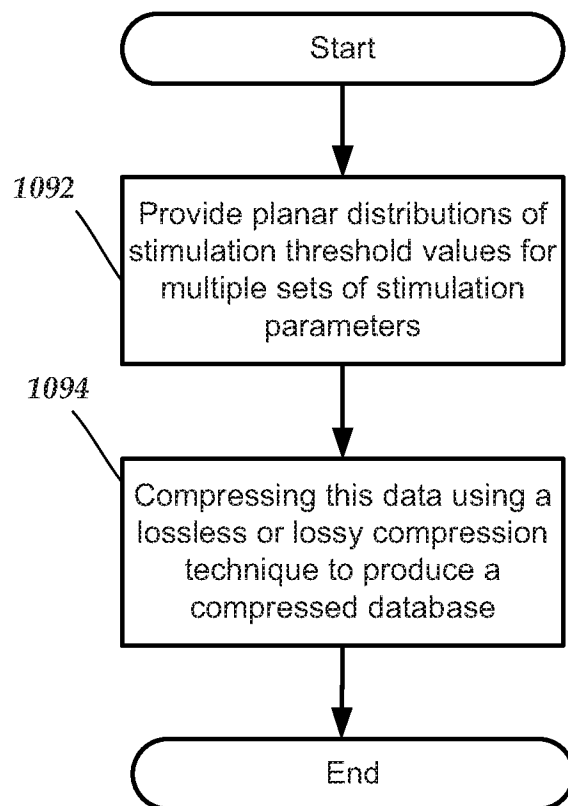 Start
1092
Provide planar distributions of
stimulation threshold values for
multiple sets of stimulation
parameters
1094
Compressing this data using a
lossless or lossy compression
technique to produce a
compressed database
End